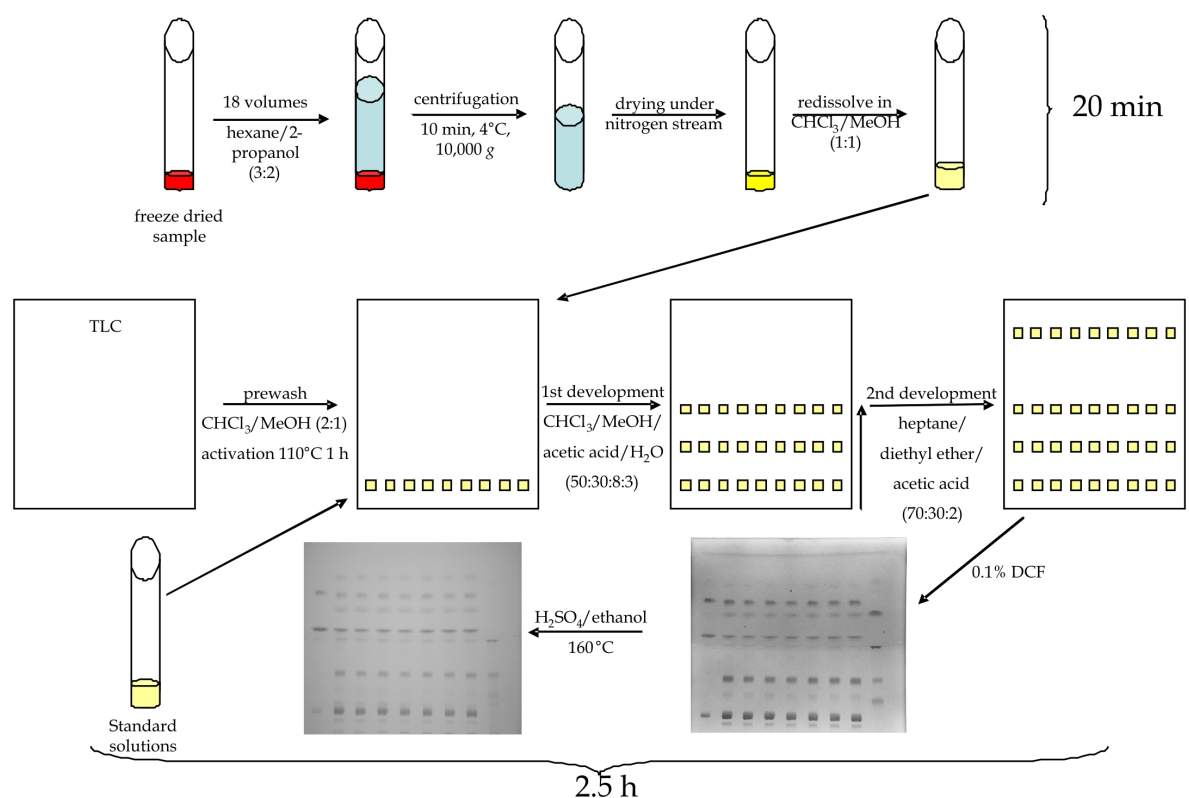 18 volumes
hexane/2-
propanol
(3:2)
centrifugation
10 min, 4°C,
10,000 g
drying under
nitrogen stream
redissolve in
CHCl3/MeOH
(1:1)
20 min
freeze dried
sample
TLC
prewash
CHCl3/MeOH (2:1)
activation 110°C 1 h
1st development
CHCl3/MeOH/
acetic acid/H2O
(50:30:8:3)
2nd development
heptane/
diethyl ether/
acetic acid
(70:30:2)
0.1% DCF
H2SO4/ethanol
160°C
Standard
solutions
2.5 h